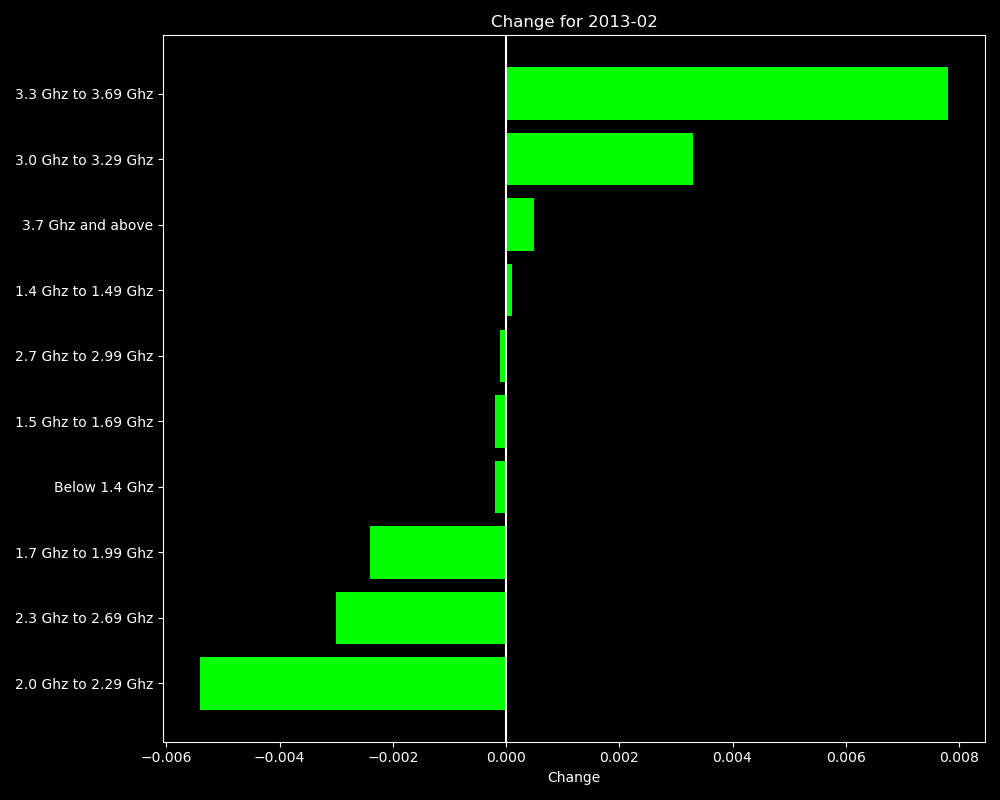 Change for 2013-02
3.3 Ghz to 3.69 Ghz
3.0 Ghz to 3.29 Ghz
3.7 Ghz and above
1.4 Ghz to 1.49 Ghz
2.7 Ghz to 2.99 Ghz
1.5 Ghz to 1.69 Ghz
Below 1.4 Ghz
1.7 Ghz to 1.99 Ghz
2.3 Ghz to 2.69 Ghz
2.0 Ghz to 2.29 Ghz
−0.006 −0.004 −0.002 0.000 0.002 0.004 0.006 0.008
Change